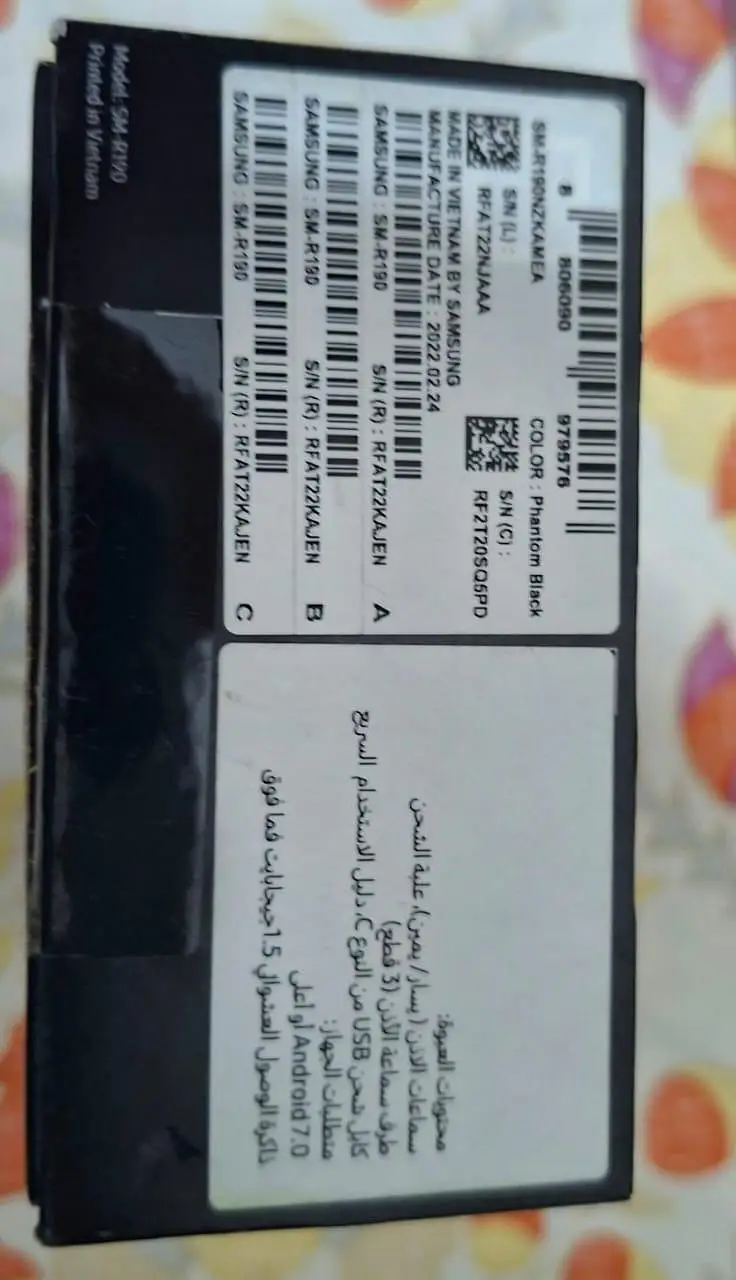 8 806090 979576
SM-R190NZKAMEA COLOR : Phantom Black
S/N (L) : S/N (C) :
RFAT22NJAAA RF2T20SQ5PD
MADE IN VIETNAM BY SAMSUNG
MANUFACTURE DATE : 2022.02.24
SAMSUNG : SM-R190 S/N (R) : RFAT22KAJEN A
SAMSUNG : SM-R190 S/N (R) : RFAT22KAJEN B
SAMSUNG : SM-R190 S/N (R) : RFAT22KAJEN C
Model: SM-R190
Printed in Vietnam
محتويات العبوة:
سماعات الاذن (يسار/ يمين)، علبة الشحن
طرف سماعة الأذن (3 قطع)
كابل شحن USB من النوع C، دليل الاستخدام السريع
متطلبات الجهاز:
Android 7.0 أو أعلى
ذاكرة الوصول العشوائي 1.5جيجابايت فما فوق